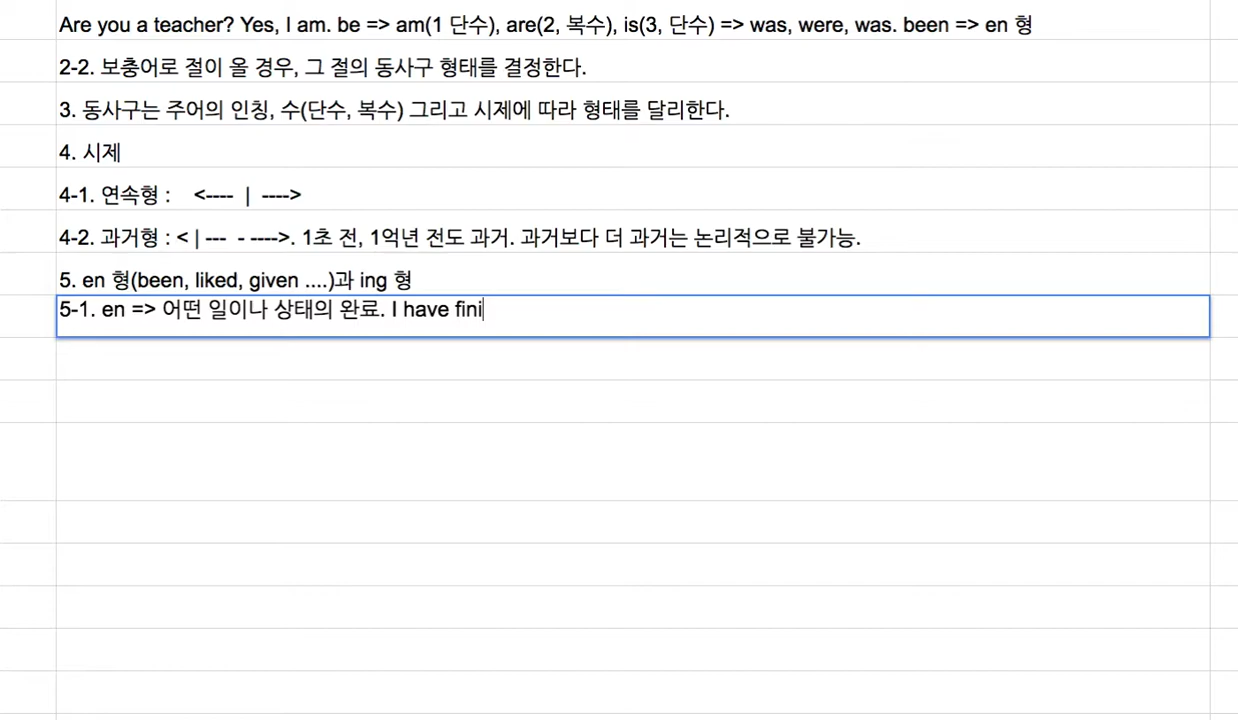 Are you a teacher? Yes, I am. be => am(1 단수), are(2, 복수), is(3, 단수) => was, were, was. been => en 형
2-2. 보충어로 절이 올 경우, 그 절의 동사구 형태를 결정한다.
3. 동사구는 주어의 인칭, 수(단수, 복수) 그리고 시제에 따라 형태를 달리한다.
4. 시제
4-1. 연속형 : <---- | ---->
4-2. 과거형 : < | --- - ---->. 1초 전, 1억년 전도 과거. 과거보다 더 과거는 논리적으로 불가능.
5. en 형(been, liked, given ....)과 ing 형
5-1. en => 어떤 일이나 상태의 완료. I have fini